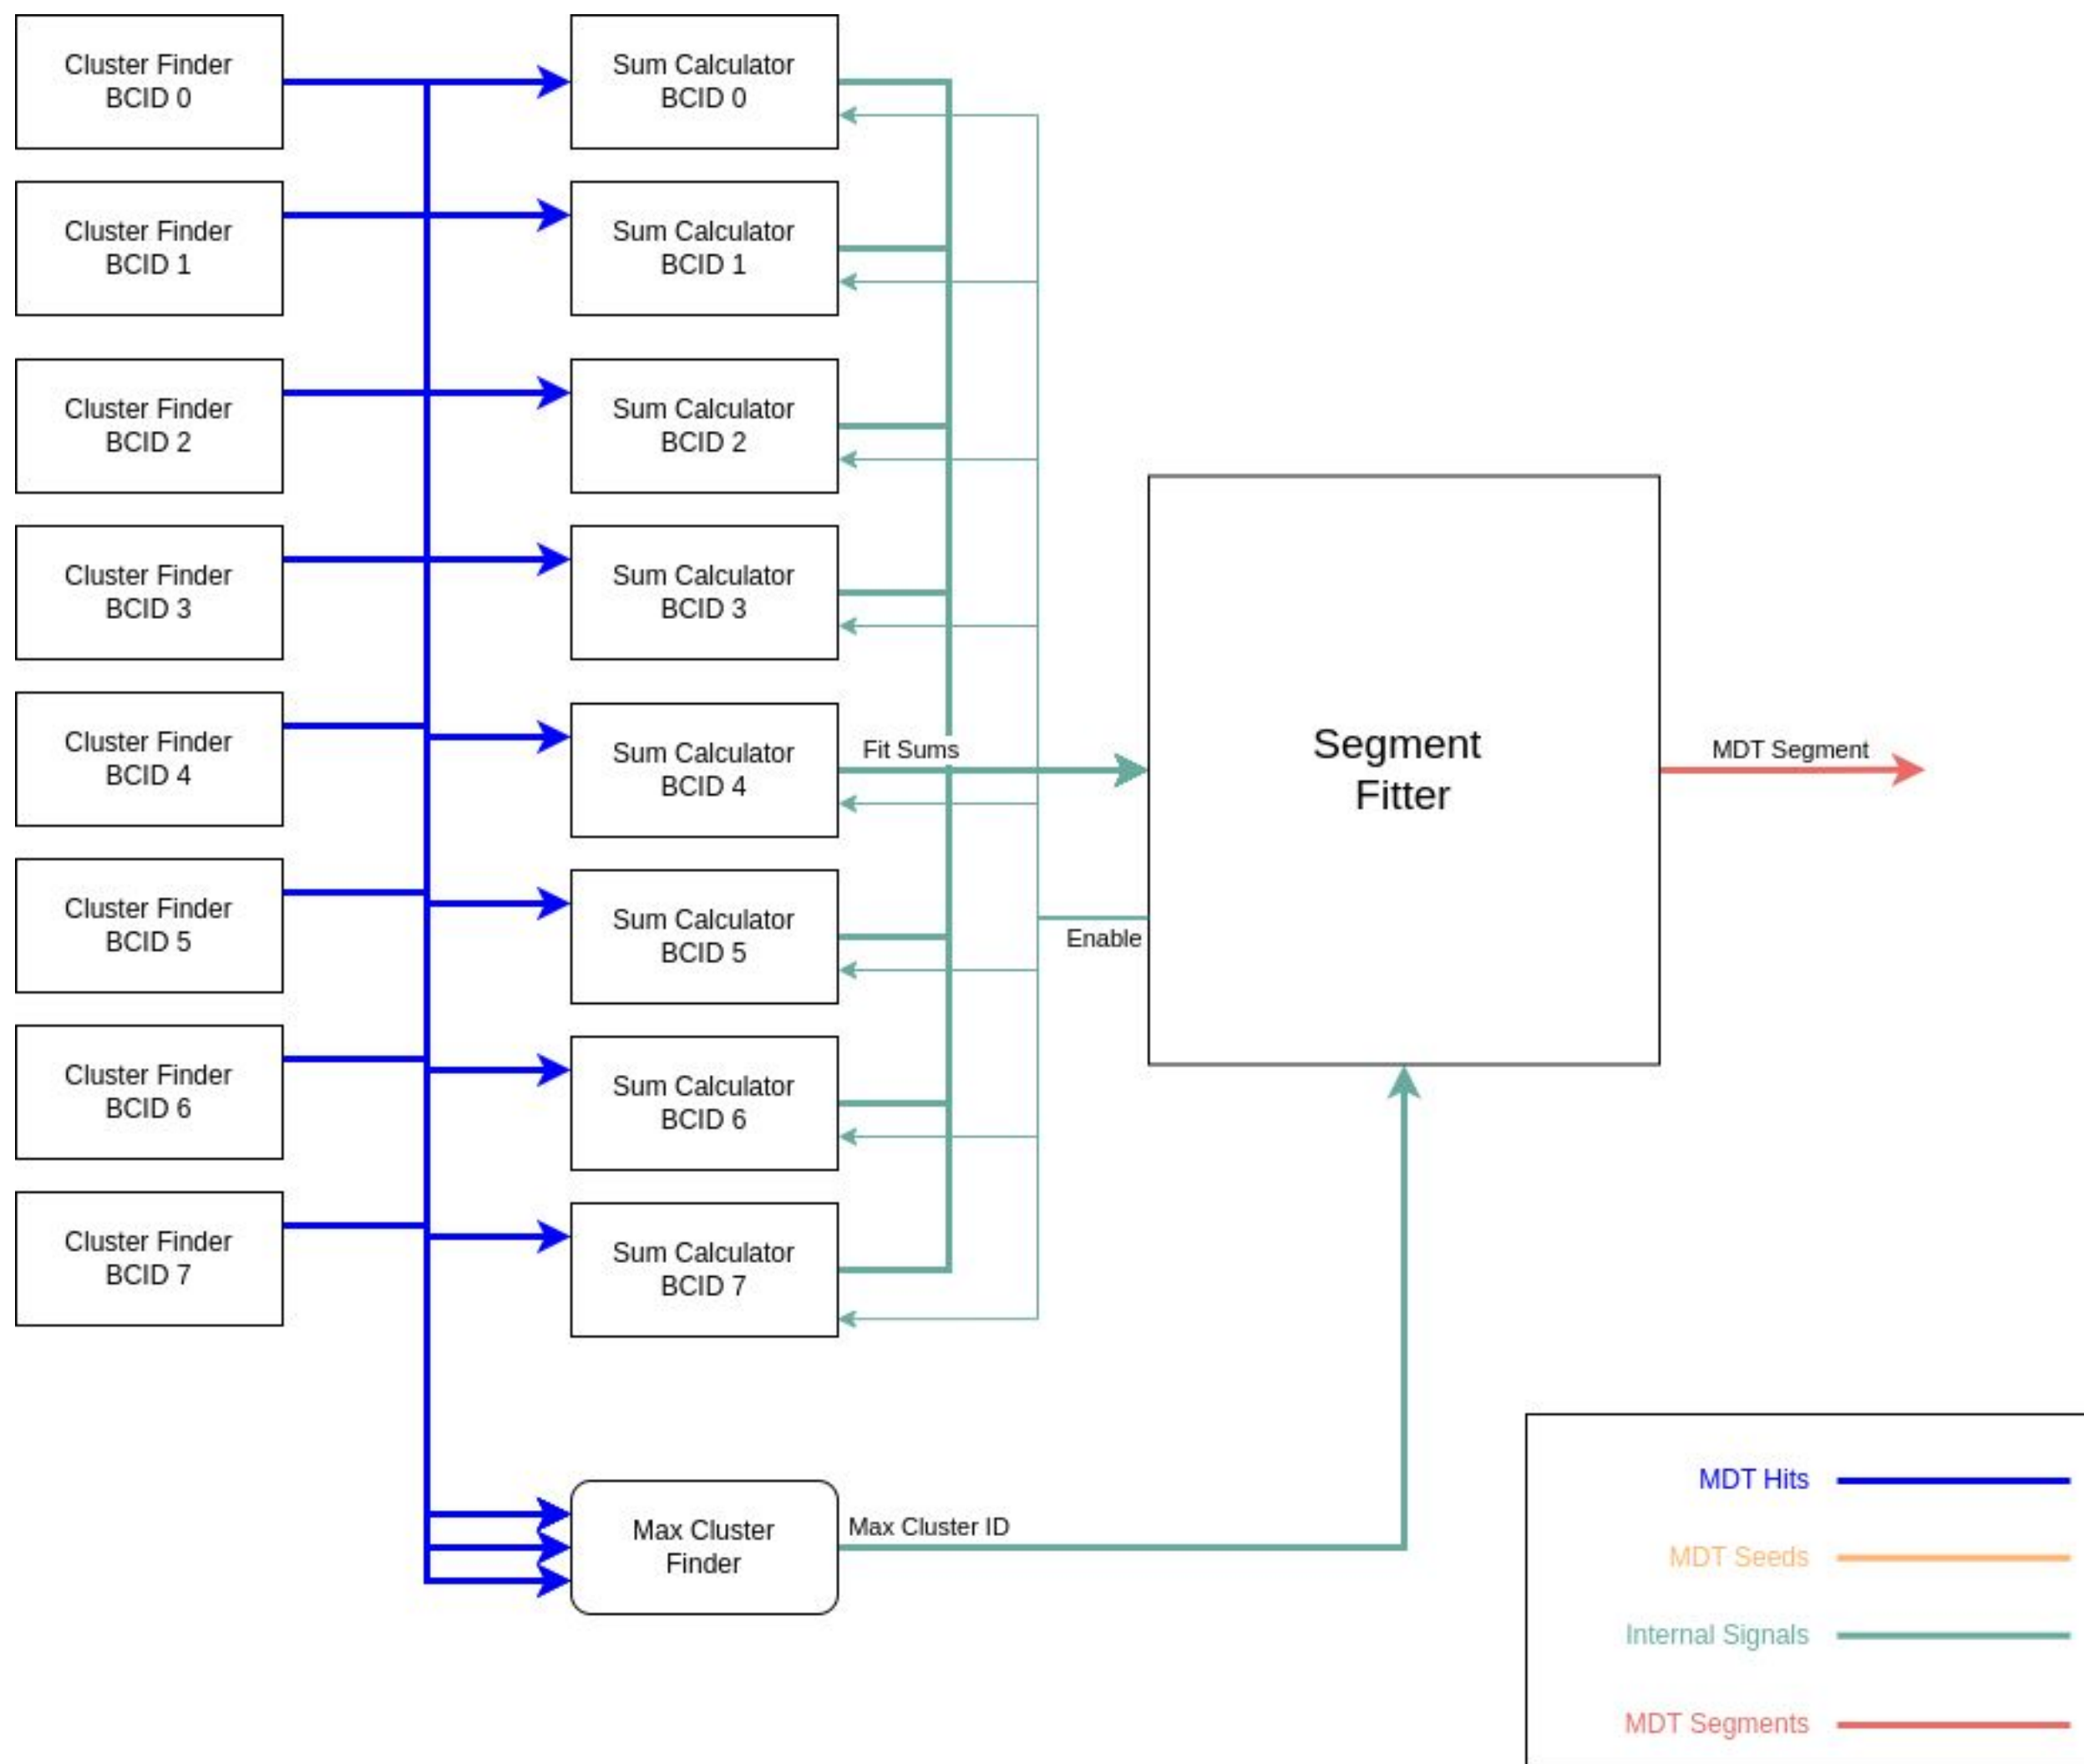 Cluster Finder
BCID 0
Sum Calculator
BCID 0
Cluster Finder
BCID 1
Sum Calculator
BCID 1
Cluster Finder
BCID 2
Sum Calculator
BCID 2
Cluster Finder
BCID 3
Sum Calculator
BCID 3
Cluster Finder
BCID 4
Sum Calculator
BCID 4
Fit Sums
Segment
Fitter
MDT Segment
Cluster Finder
BCID 5
Sum Calculator
BCID 5
Enable
Cluster Finder
BCID 6
Sum Calculator
BCID 6
Cluster Finder
BCID 7
Sum Calculator
BCID 7
Max Cluster
Finder
Max Cluster ID
MDT Hits
MDT Seeds
Internal Signals
MDT Segments